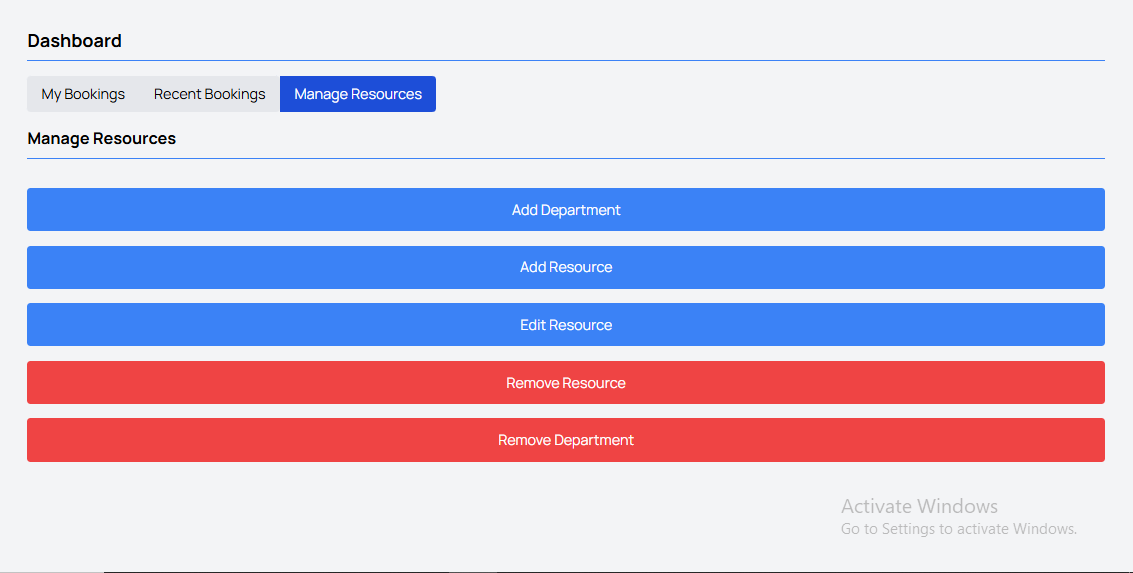 Dashboard
My Bookings Recent Bookings Manage Resources
Manage Resources
Add Department
Add Resource
Edit Resource
Remove Resource
Remove Department
Activate Windows
Go to Settings to activate Windows.